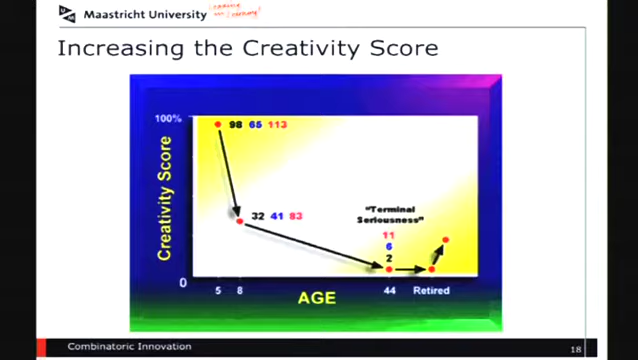 Maastricht University
Increasing the Creativity Score
100%
98 65 113
Creativity Score
32 41 83
"Terminal
Seriousness"
11
6
2
0
5 8 44 Retired
AGE
Combinatoric Innovation
18